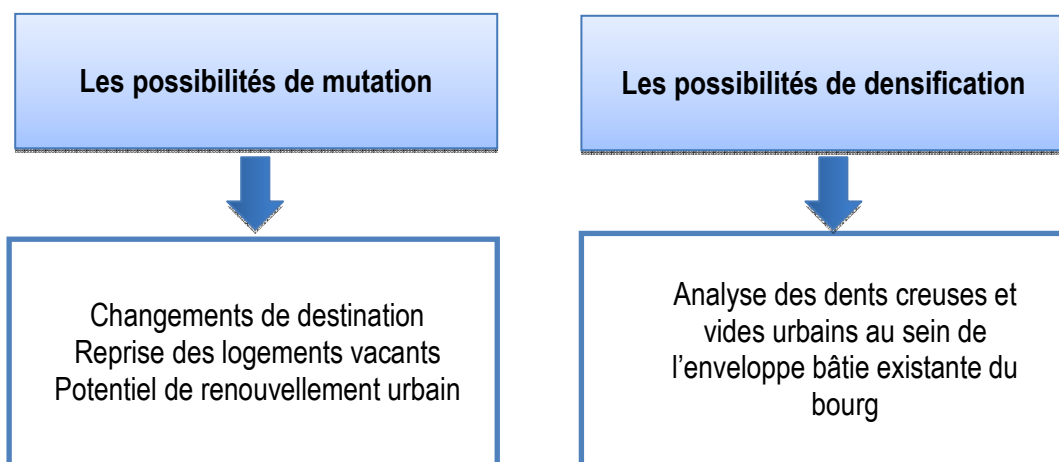 Les possibilités de mutation
Changements de destination
Reprise des logements vacants
Potentiel de renouvellement urbain
Les possibilités de densification
Analyse des dents creuses et
vides urbains au sein de
l’enveloppe bâtie existante du
bourg